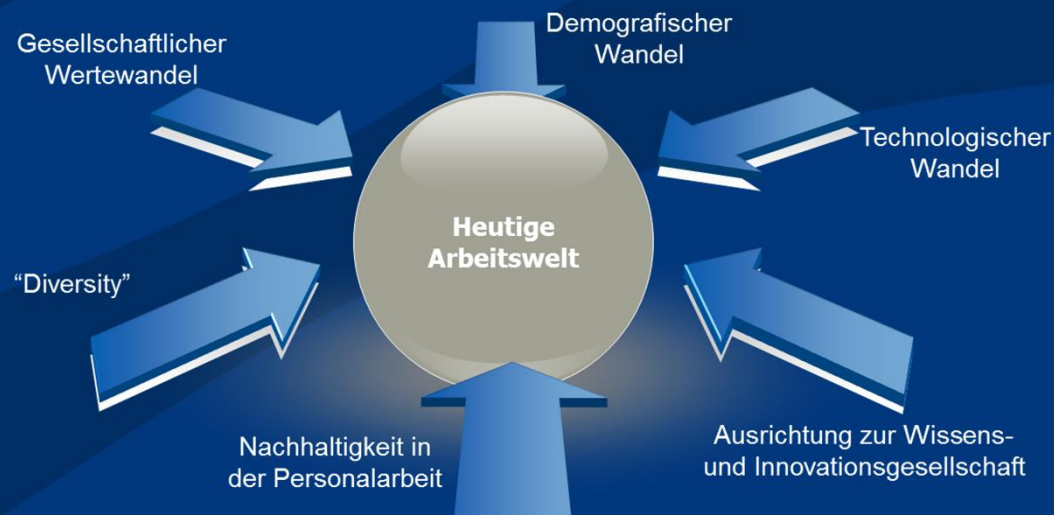 Demografischer
Wandel
Gesellschaftlicher
Wertewandel
Technologischer
Wandel
Heutige
Arbeitswelt
“Diversity”
Ausrichtung zur Wissens-
und Innovationsgesellschaft
Nachhaltigkeit in
der Personalarbeit